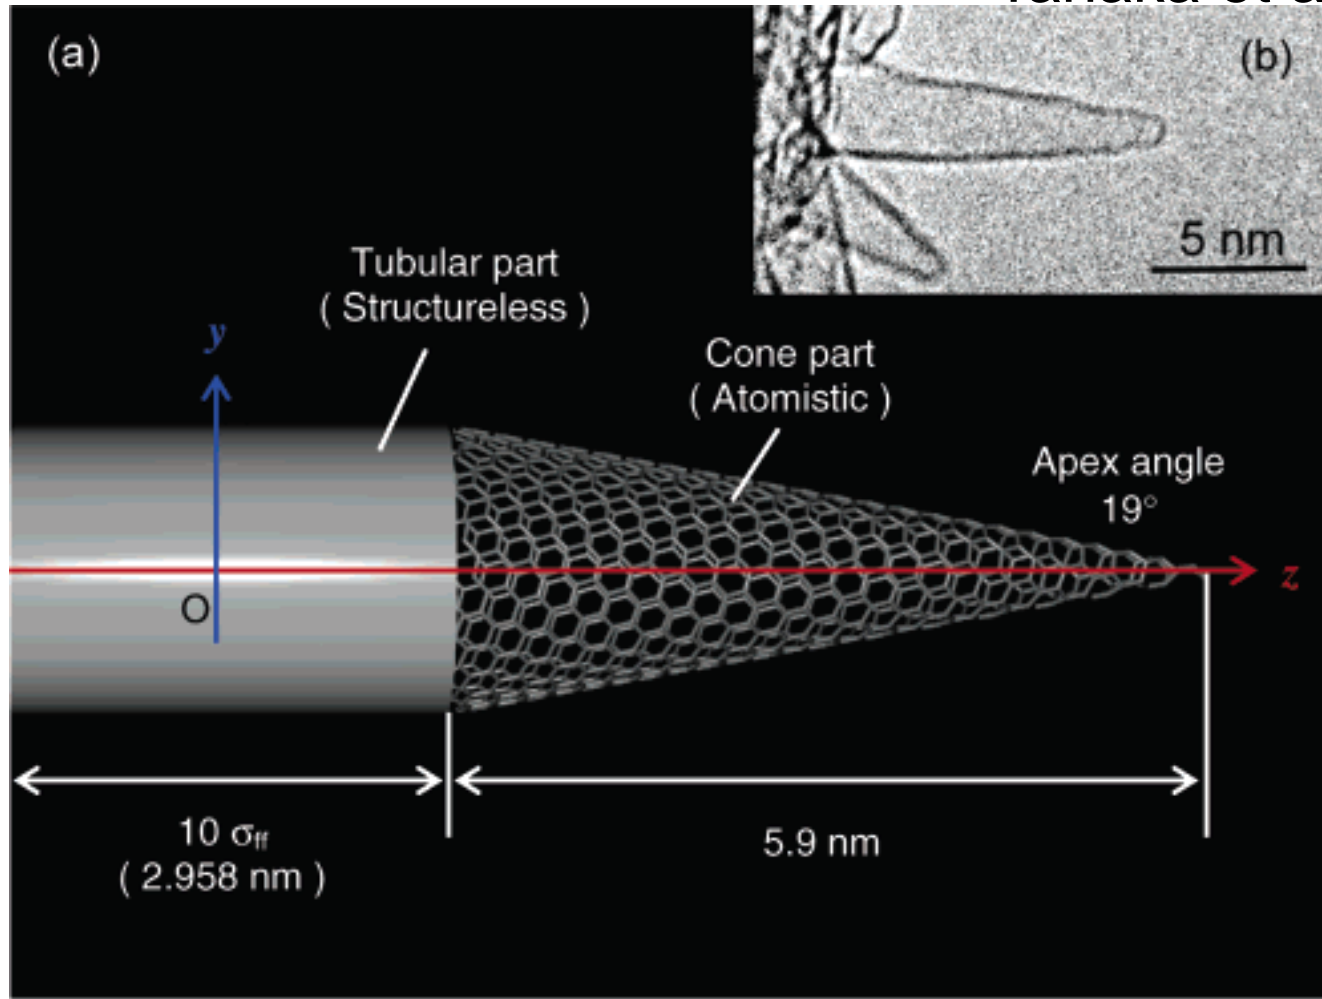 (a)
(b)
5 nm
Tubular part
( Structureless )
y
Cone part
( Atomistic )
Apex angle
19°
O
z
10 σff
( 2.958 nm )
5.9 nm